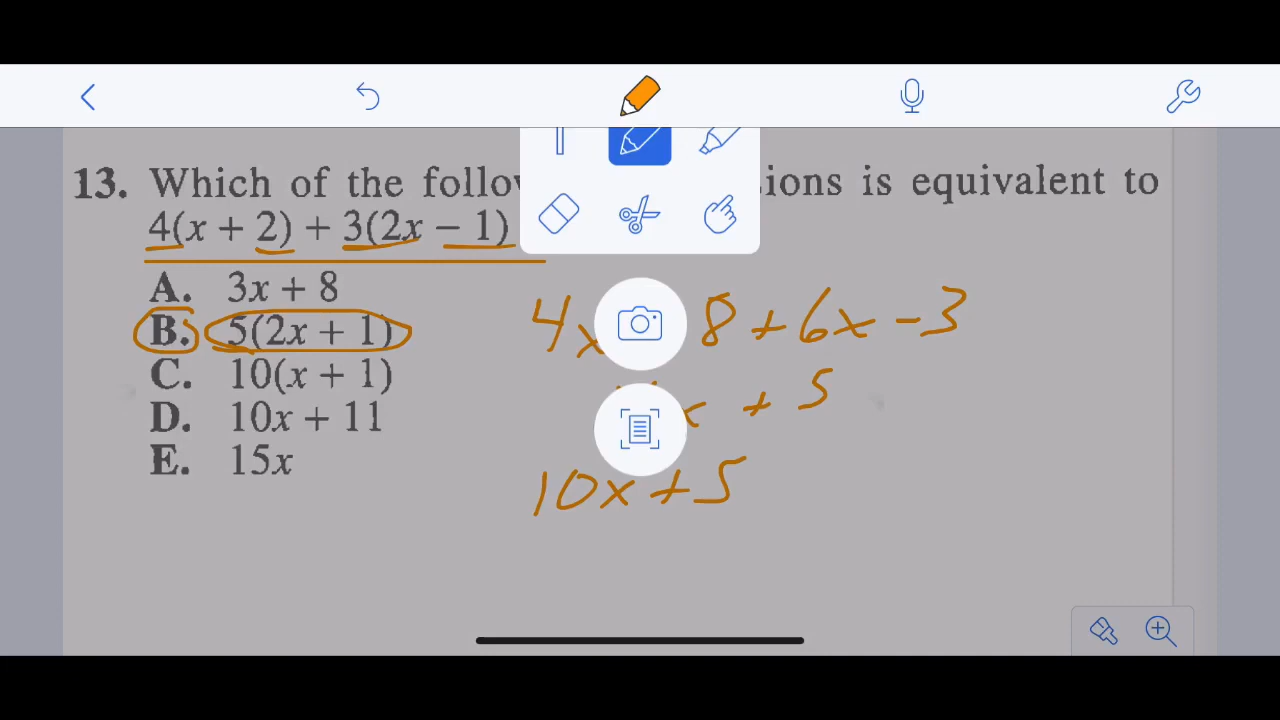 13. Which of the ions is equivalent to
4(x + 2) + 3(2x − 1)
A. 3x + 8
B. 5(2x + 1)
C. 10(x + 1)
D. 10x + 11
E. 15x
4x 8 + 6x − 3
x + 5
10x + 5